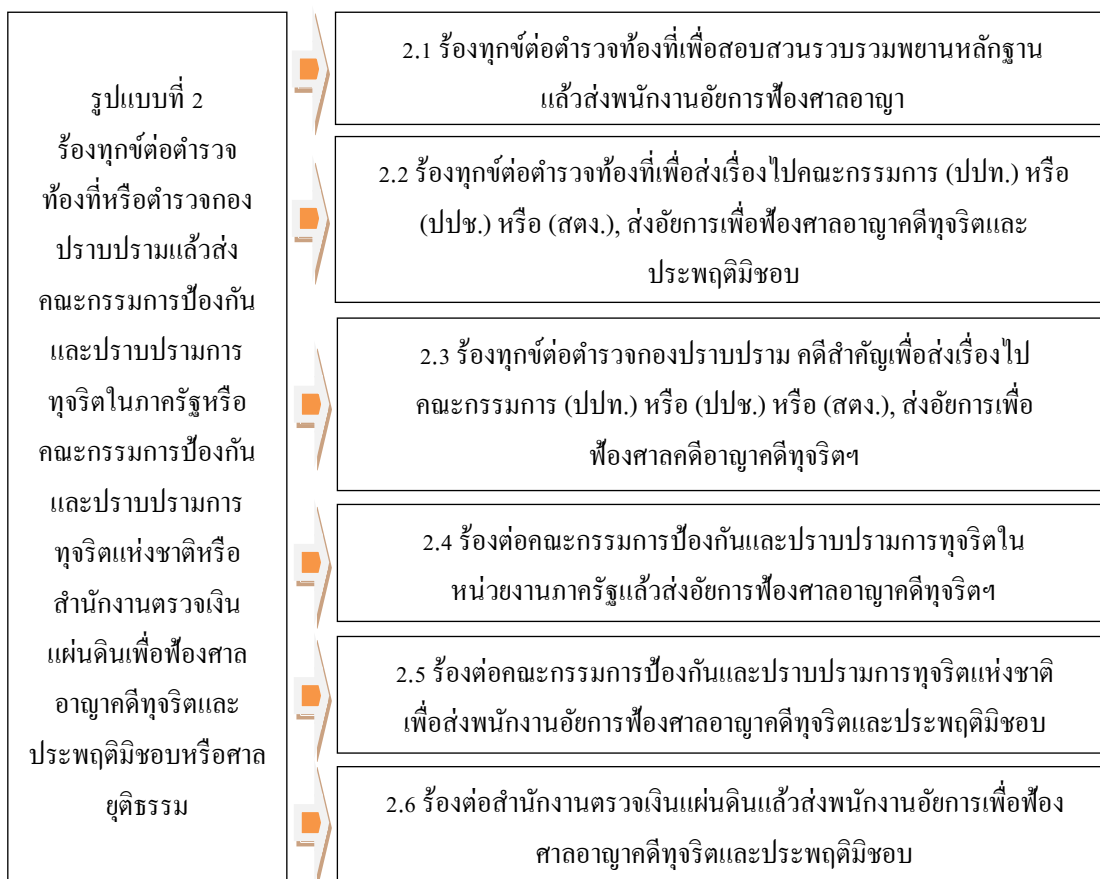 รูปแบบที่ 2
ร้องทุกข์ต่อตำรวจ
ท้องที่หรือตำรวจกอง
ปราบปรามแล้วส่ง
คณะกรรมการป้องกัน
และปราบปรามการ
ทุจริตในภาครัฐหรือ
คณะกรรมการป้องกัน
และปราบปรามการ
ทุจริตแห่งชาติหรือ
สำนักงานตรวจเงิน
แผ่นดินเพื่อฟ้องศาล
อาญาคดีทุจริตและ
ประพฤติมิชอบหรือศาล
ยุติธรรม
2.1 ร้องทุกข์ต่อตำรวจท้องที่เพื่อสอบสวนรวบรวมพยานหลักฐาน
แล้วส่งพนักงานอัยการฟ้องศาลอาญา
2.2 ร้องทุกข์ต่อตำรวจท้องที่เพื่อส่งเรื่องไปคณะกรรมการ (ปปท.) หรือ
(ปปช.) หรือ (สตง.), ส่งอัยการเพื่อฟ้องศาลอาญาคดีทุจริตและ
ประพฤติมิชอบ
2.3 ร้องทุกข์ต่อตำรวจกองปราบปราม คดีสำคัญเพื่อส่งเรื่องไป
คณะกรรมการ (ปปท.) หรือ (ปปช.) หรือ (สตง.), ส่งอัยการเพื่อ
ฟ้องศาลคดีอาญาคดีทุจริตฯ
2.4 ร้องต่อคณะกรรมการป้องกันและปราบปรามการทุจริตใน
หน่วยงานภาครัฐแล้วส่งอัยการฟ้องศาลอาญาคดีทุจริตฯ
2.5 ร้องต่อคณะกรรมการป้องกันและปราบปรามการทุจริตแห่งชาติ
เพื่อส่งพนักงานอัยการฟ้องศาลอาญาคดีทุจริตและประพฤติมิชอบ
2.6 ร้องต่อสำนักงานตรวจเงินแผ่นดินแล้วส่งพนักงานอัยการเพื่อฟ้อง
ศาลอาญาคดีทุจริตและประพฤติมิชอบ